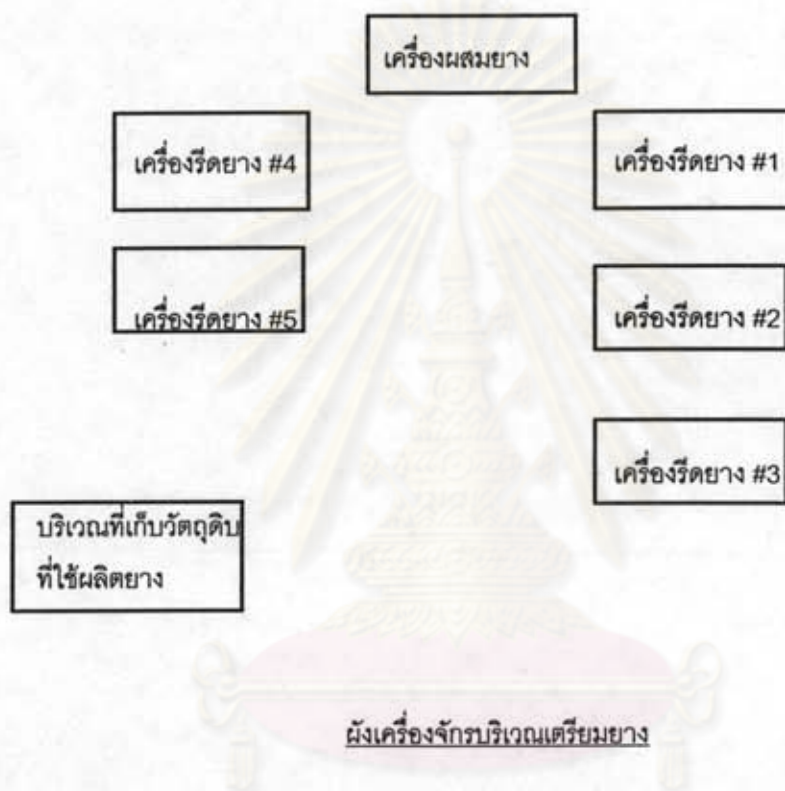 เครื่องผสมยาง
เครื่องรีดยาง #4
เครื่องรีดยาง #1
เครื่องรีดยาง #5
เครื่องรีดยาง #2
เครื่องรีดยาง #3
บริเวณที่เก็บวัตถุดิบ
ที่ใช้ผลิตยาง
ผังเครื่องจักรบริเวณเตรียมยาง